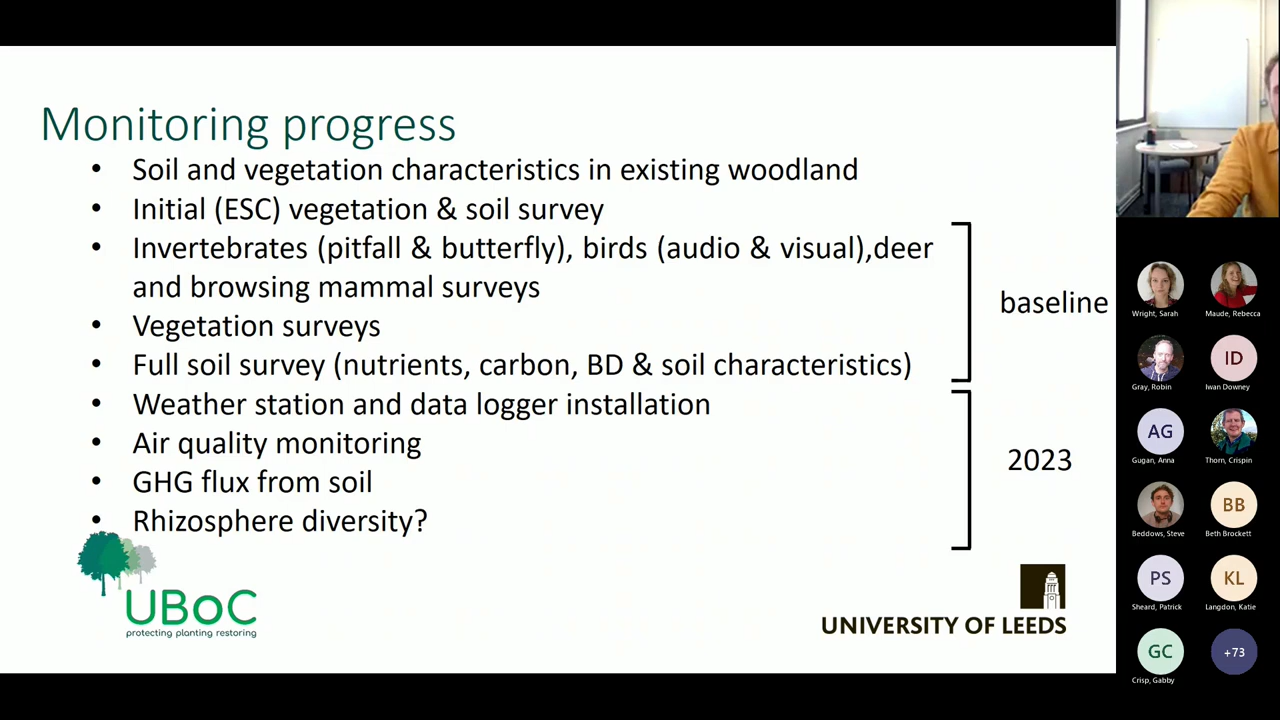 Monitoring progress
• Soil and vegetation characteristics in existing woodland
• Initial (ESC) vegetation & soil survey
• Invertebrates (pitfall & butterfly), birds (audio & visual),deer
and browsing mammal surveys
• Vegetation surveys
• Full soil survey (nutrients, carbon, BD & soil characteristics)
• Weather station and data logger installation
• Air quality monitoring
• GHG flux from soil
• Rhizosphere diversity?
baseline
2023
UBoC
protecting planting restoring
UNIVERSITY OF LEEDS
Wright, Sarah
Maude, Rebecca
Gray, Robin
ID
Iwan Downey
AG
Gugan, Anna
Thorn, Crispin
Beddows, Steve
BB
Beth Brockett
PS
Sheard, Patrick
KL
Langdon, Katie
GC
Crisp, Gabby
+73